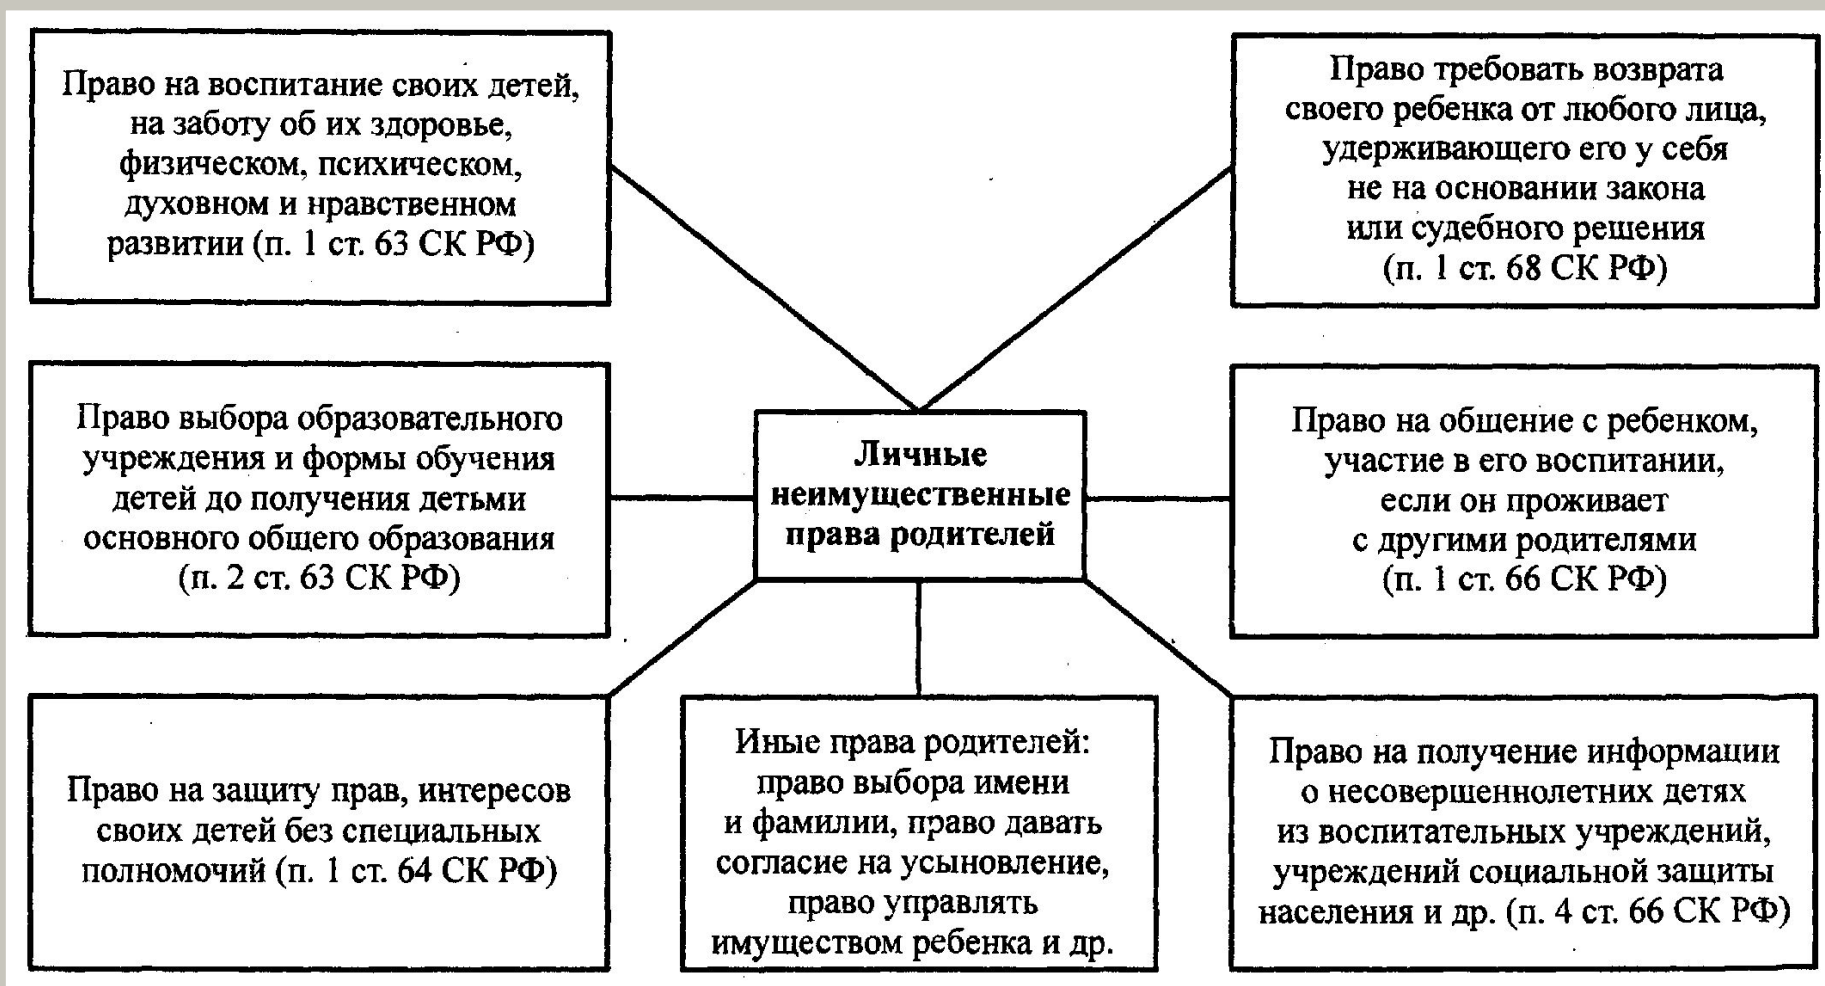 Право на воспитание своих детей,
на заботу об их здоровье,
физическом, психическом,
духовном и нравственном
развитии (п. 1 ст. 63 СК РФ)
Право требовать возврата
своего ребенка от любого лица,
удерживающего его у себя
не на основании закона
или судебного решения
(п. 1 ст. 68 СК РФ)
Право выбора образовательного
учреждения и формы обучения
детей до получения детьми
основного общего образования
(п. 2 ст. 63 СК РФ)
Личные
неимущественные
права родителей
Право на общение с ребенком,
участие в его воспитании,
если он проживает
с другими родителями
(п. 1 ст. 66 СК РФ)
Право на защиту прав, интересов
своих детей без специальных
полномочий (п. 1 ст. 64 СК РФ)
Иные права родителей:
право выбора имени
и фамилии, право давать
согласие на усыновление,
право управлять
имуществом ребенка и др.
Право на получение информации
о несовершеннолетних детях
из воспитательных учреждений,
учреждений социальной защиты
населения и др. (п. 4 ст. 66 СК РФ)